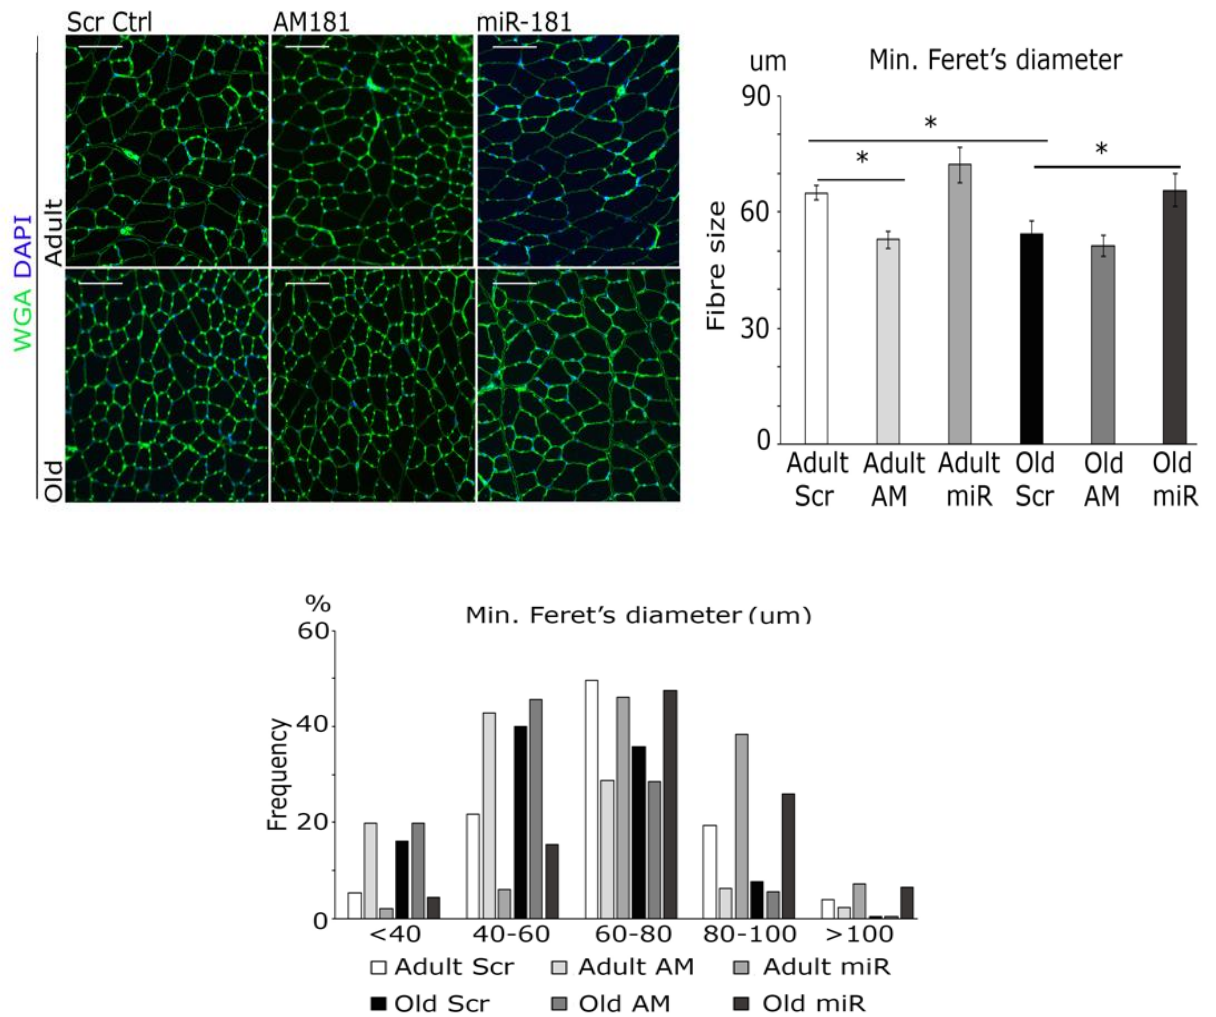 Scr Ctrl AM181 miR-181
WGA DAPI
Adult
Old
um Min. Feret's diameter
90
60
30
0
Fibre size
*
*
*
Adult Adult Adult Old Old Old
Scr AM miR Scr AM miR
%
Min. Feret's diameter (um)
60
40
20
0
Frequency
<40 40-60 60-80 80-100 >100
Adult Scr Adult AM Adult miR
Old Scr Old AM Old miR